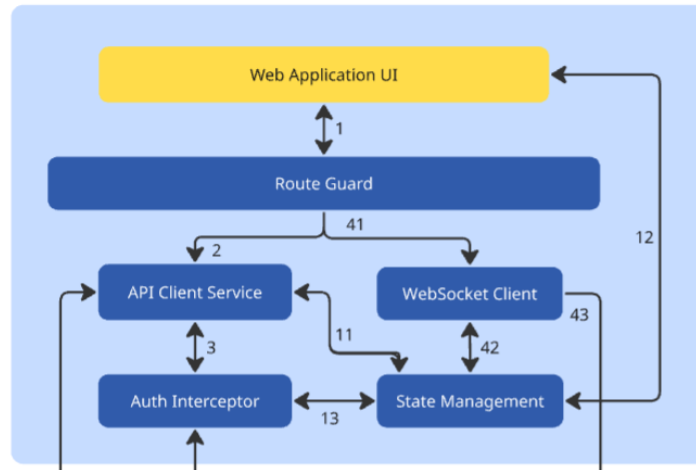 Web Application UI
1
Route Guard
41
2
12
API Client Service
WebSocket Client
43
11
3
42
Auth Interceptor
13
State Management